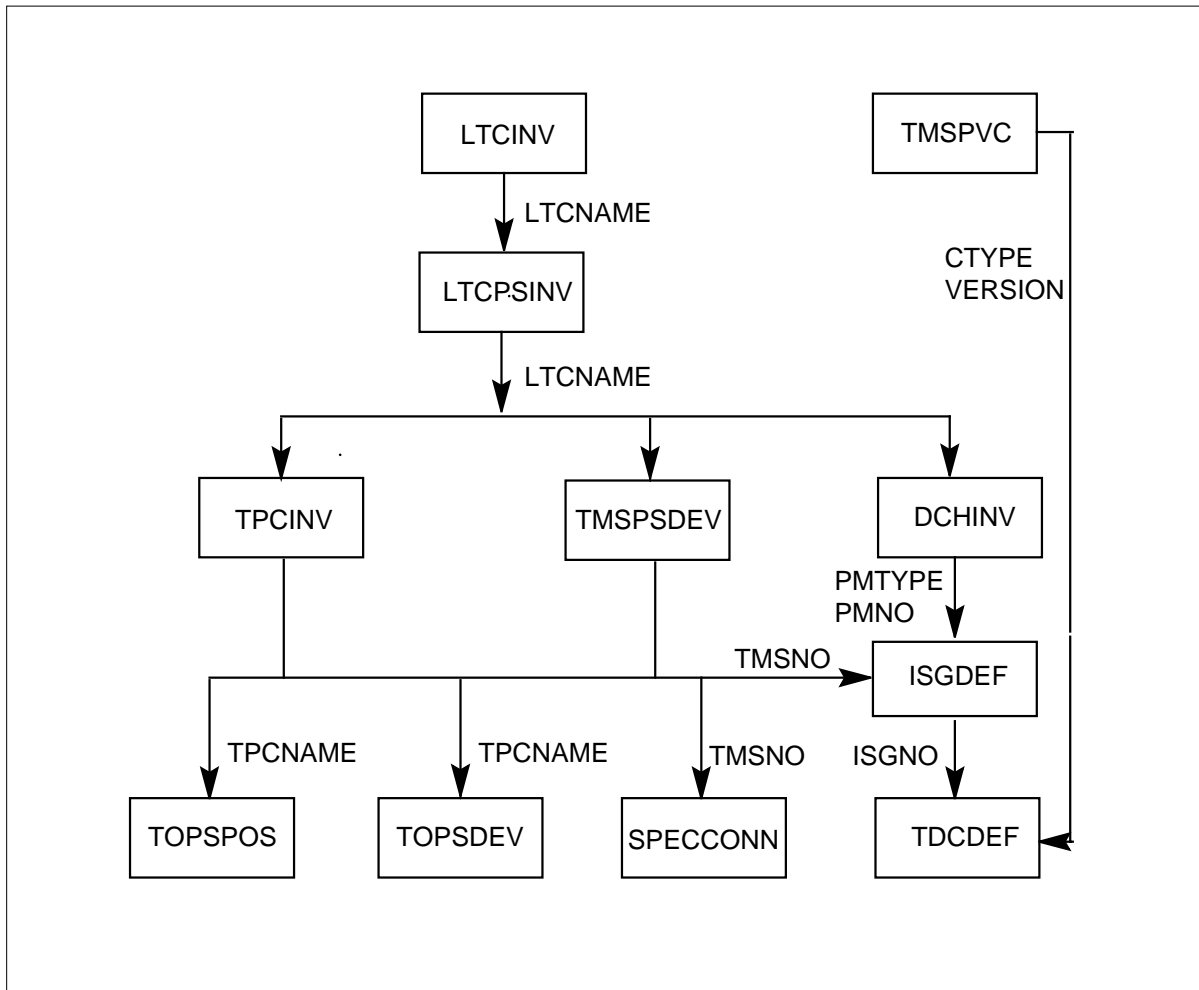 LTCINV
TMSPVC
LTCNAME
CTYPE
VERSION
LTCPSINV
LTCNAME
TPCINV
TMSPSDEV
DCHINV
PMTYPE
PMNO
TMSNO
ISGDEF
TPCNAME
TPCNAME
TMSNO
ISGNO
TOPSPOS
TOPSDEV
SPECCONN
TDCDEF